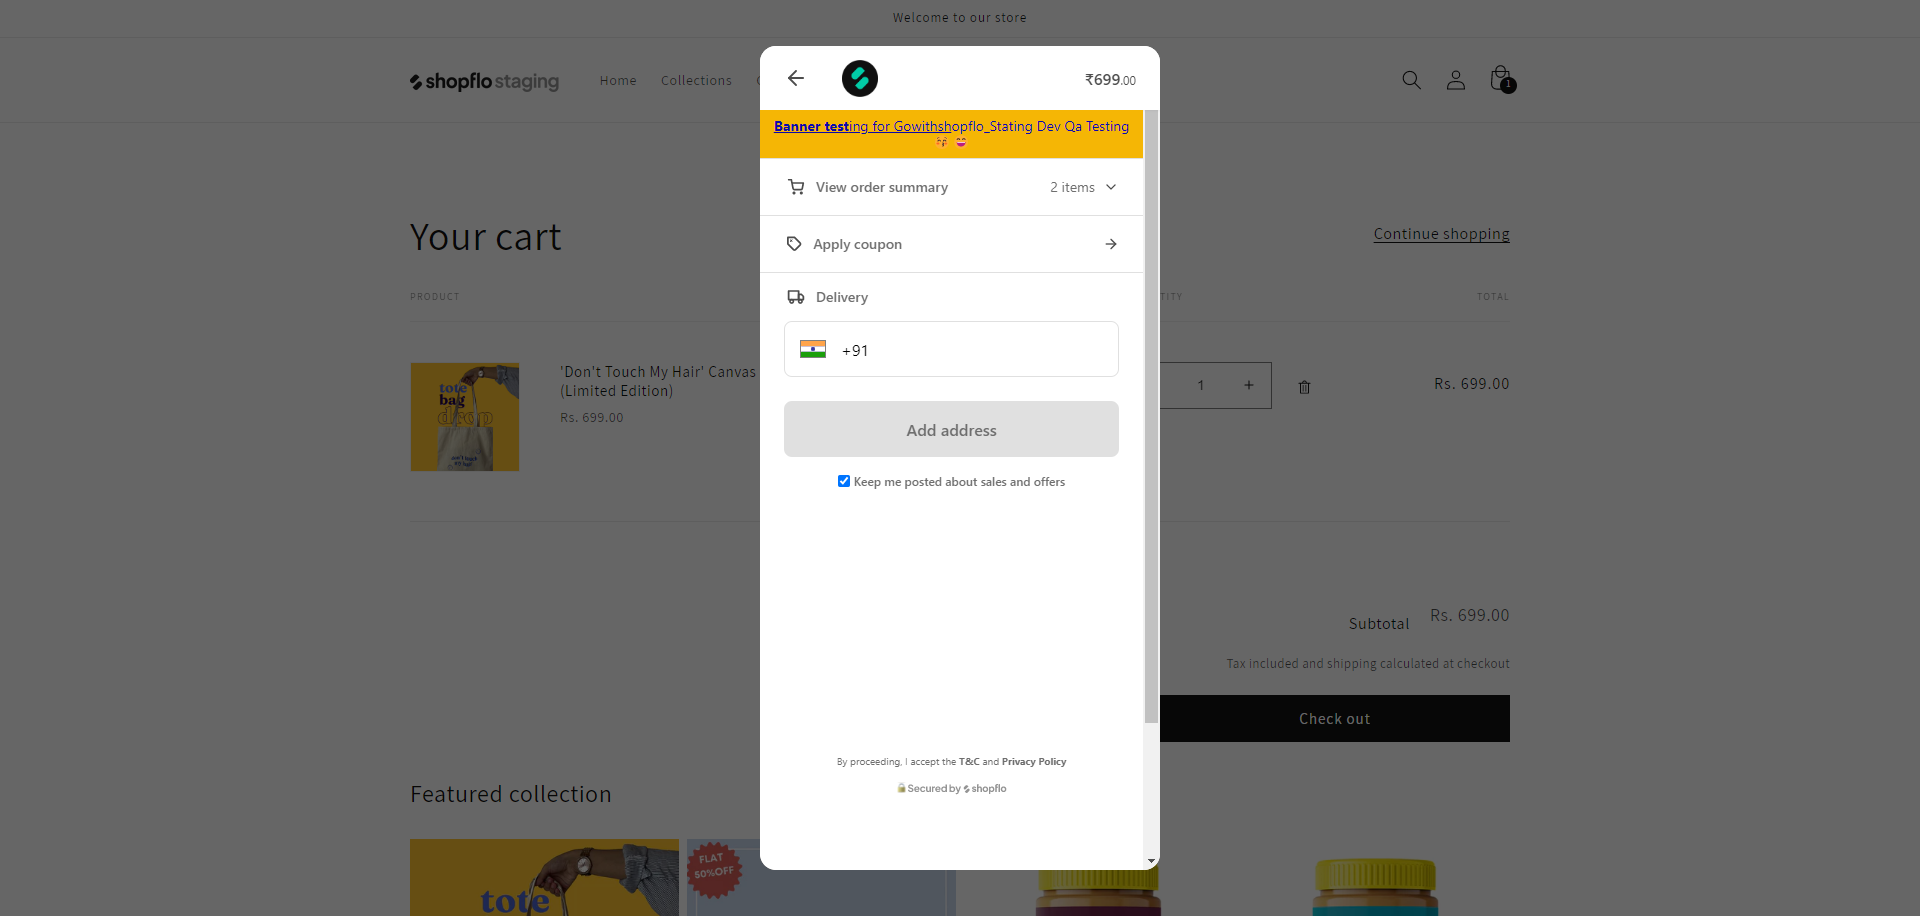 Welcome to our store
shopflo staging
Home
Collections
1
₹699.00
Banner testing for Gowithshopflo_Stating Dev Qa Testing
View order summary
2 items
Apply coupon
Delivery
+91
Add address
Keep me posted about sales and offers
By proceeding, I accept the T&C and Privacy Policy
Secured by shopflo
Your cart
Continue shopping
PRODUCT
TOTAL
tote
bag
drop
'Don't Touch My Hair' Canvas
(Limited Edition)
Rs. 699.00
1
+
Rs. 699.00
Subtotal
Rs. 699.00
Tax included and shipping calculated at checkout
Check out
Featured collection
tote
FLAT
50%OFF